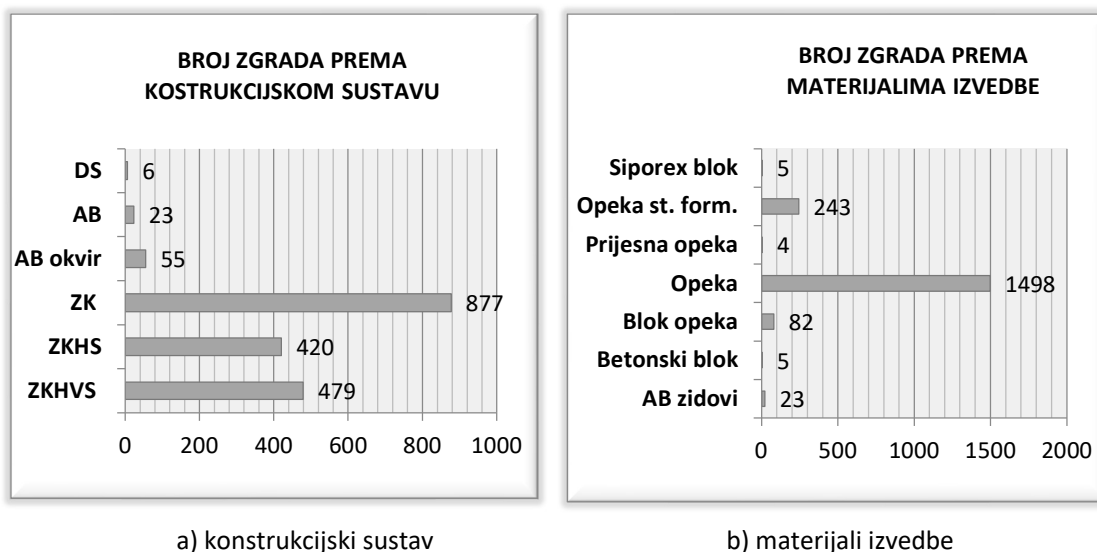 BROJ ZGRADA PREMA
KOSTRUKCIJSKOM SUSTAVU
DS 6
AB 23
AB okvir 55
ZK 877
ZKHS 420
ZKHVS 479
0 200 400 600 800 1000
a) konstrukcijski sustav
BROJ ZGRADA PREMA
MATERIJALIMA IZVEDBE
Siporex blok 5
Opeka st. form. 243
Prijesna opeka 4
Opeka 1498
Blok opeka 82
Betonski blok 5
AB zidovi 23
0 500 1000 1500 2000
b) materijali izvedbe